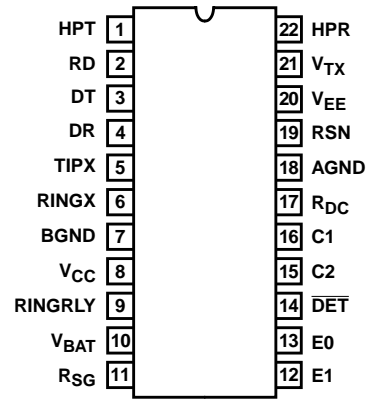 HPT 1 22 HPR
RD 2 21 VTX
DT 3 20 VEE
DR 4 19 RSN
TIPX 5 18 AGND
RINGX 6 17 RDC
BGND 7 16 C1
VCC 8 15 C2
RINGRLY 9 14 DET
VBAT 10 13 E0
RSG 11 12 E1